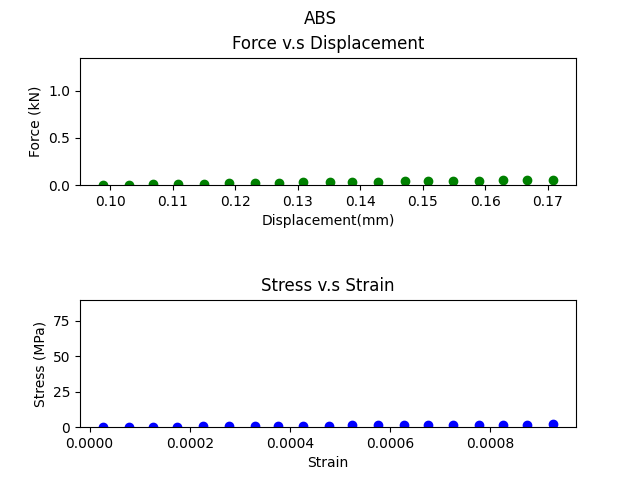 ABS
Force v.s Displacement
Force (kN)
1.0
0.5
0.0
0.10 0.11 0.12 0.13 0.14 0.15 0.16 0.17
Displacement(mm)
Stress v.s Strain
Stress (MPa)
75
50
25
0
0.0000 0.0002 0.0004 0.0006 0.0008
Strain